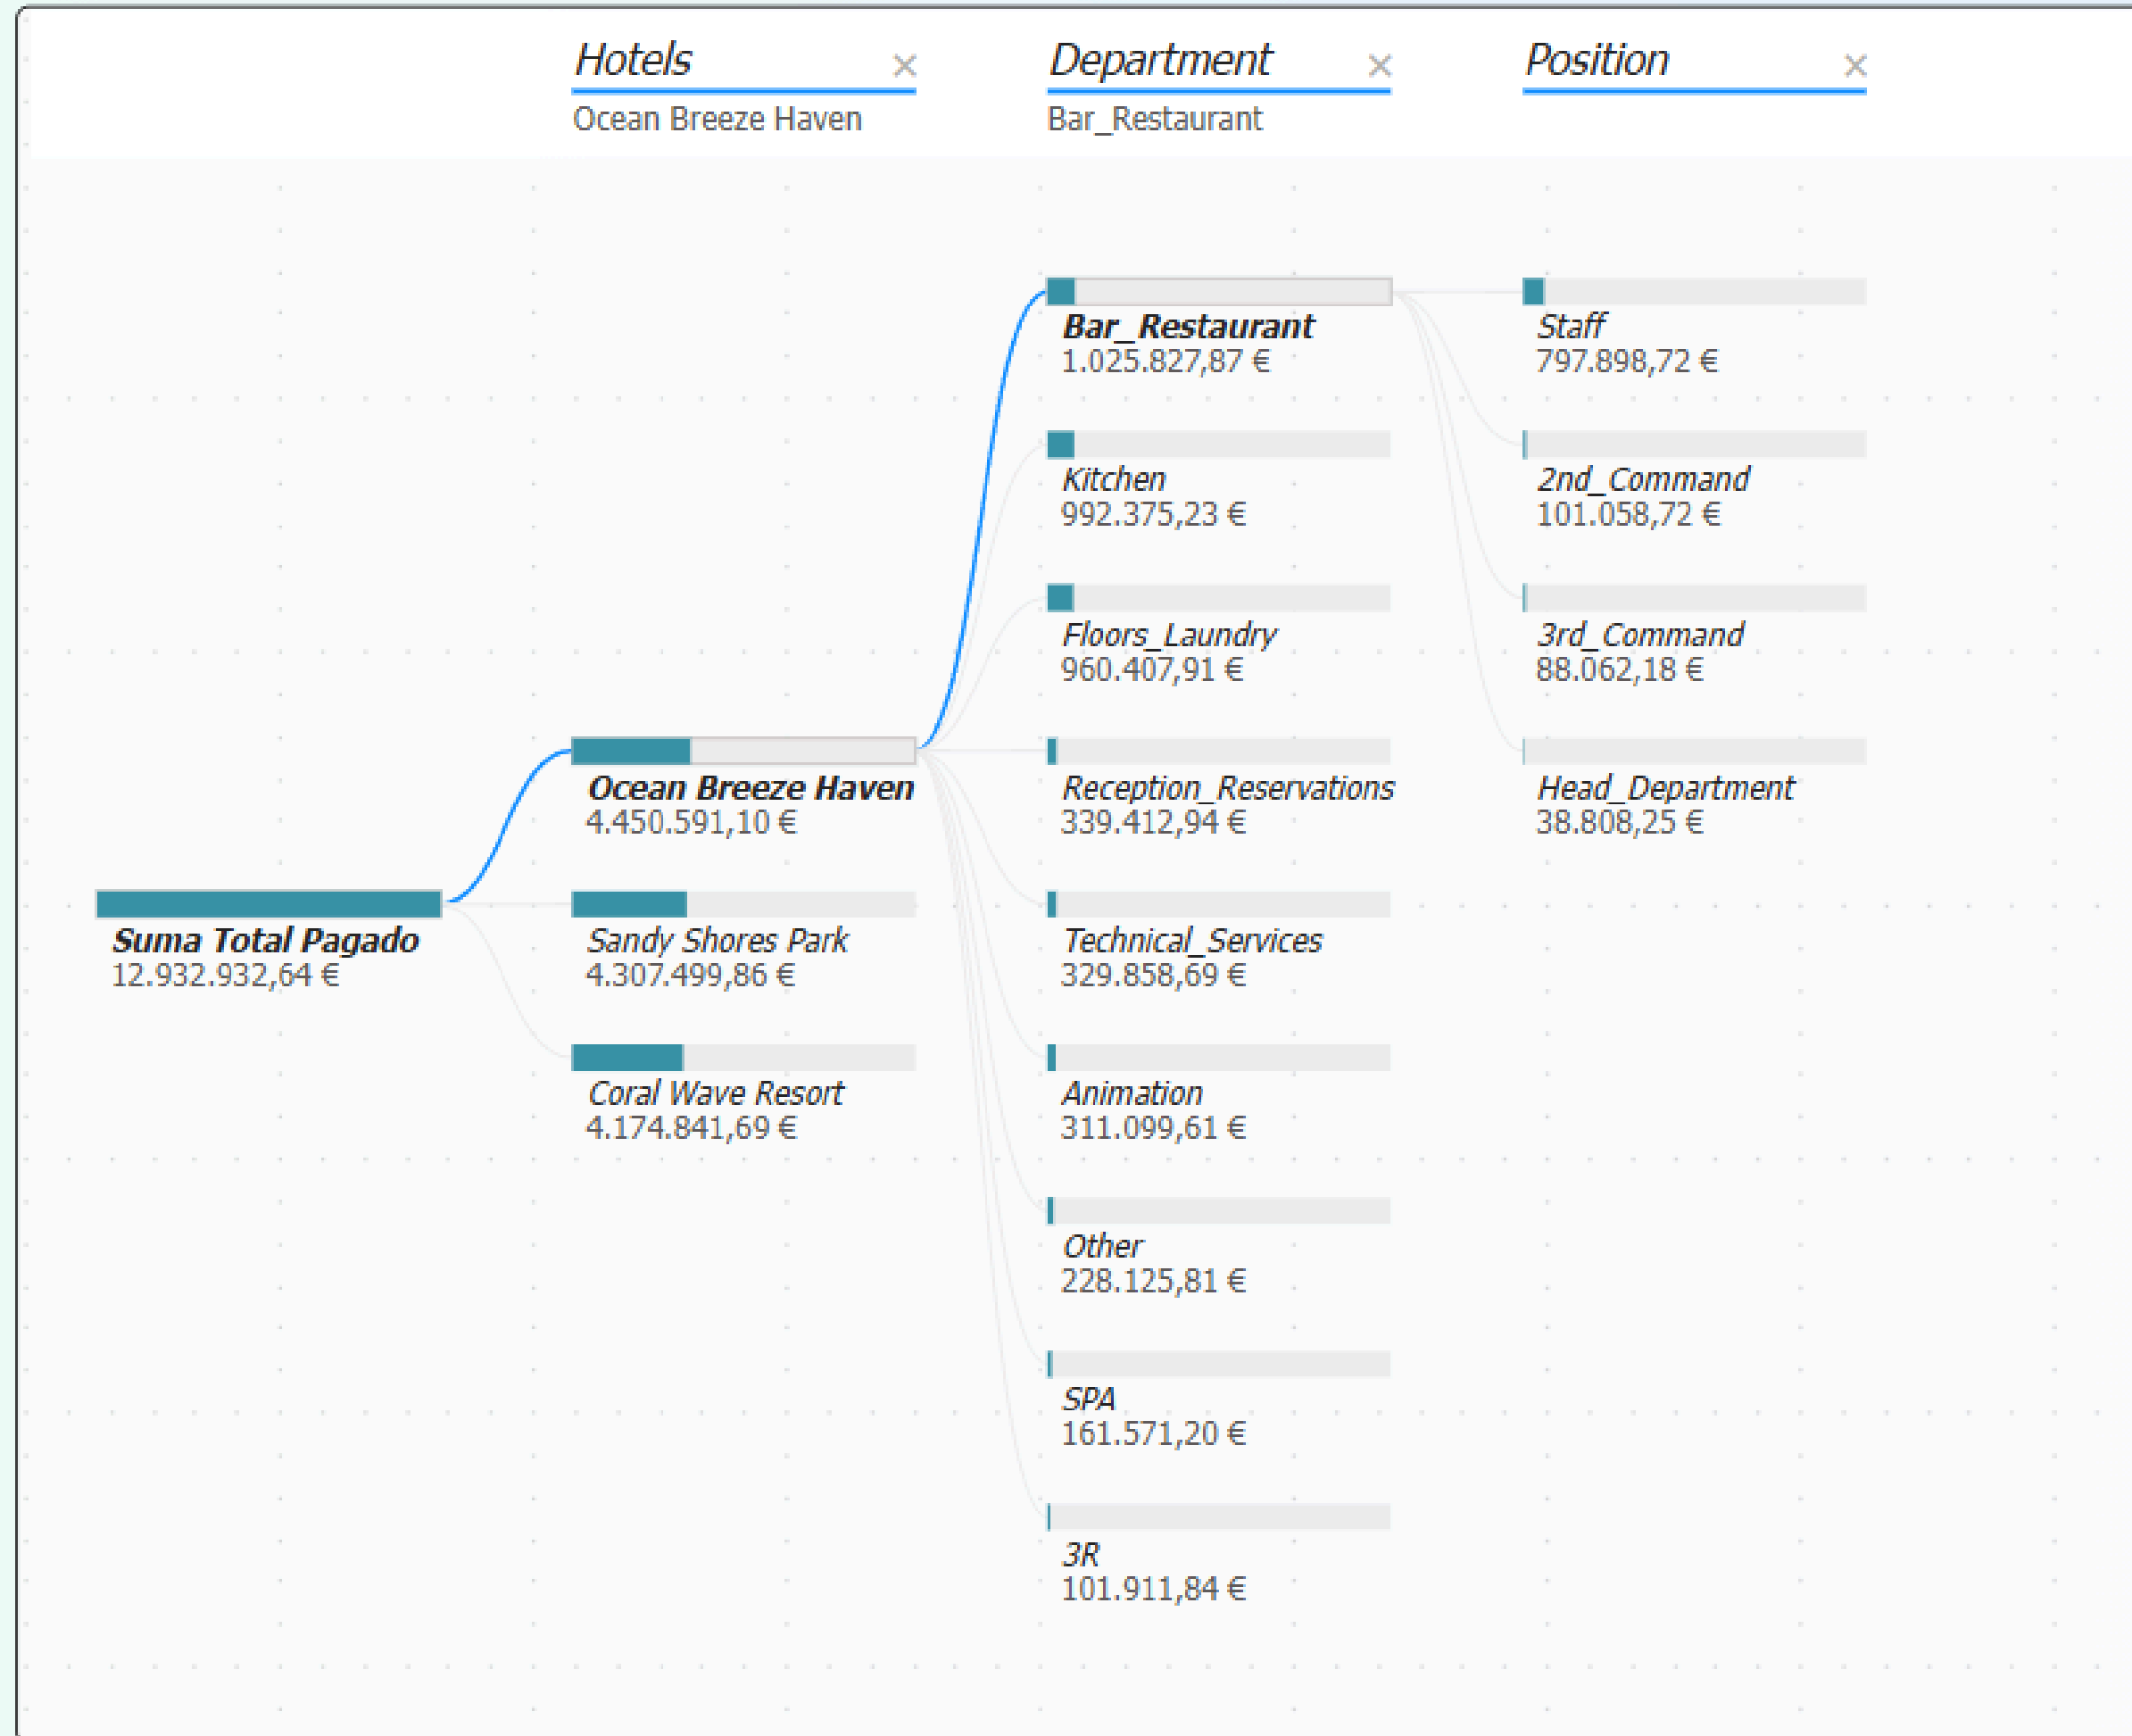 Hotels
Ocean Breeze Haven
Department
Bar_Restaurant
Position
Suma Total Pagado
12.932.932,64 €
Ocean Breeze Haven
4.450.591,10 €
Sandy Shores Park
4.307.499,86 €
Coral Wave Resort
4.174.841,69 €
Bar_Restaurant
1.025.827,87 €
Kitchen
992.375,23 €
Floors_Laundry
960.407,91 €
Reception_Reservations
339.412,94 €
Technical_Services
329.858,69 €
Animation
311.099,61 €
Other
228.125,81 €
SPA
161.571,20 €
3R
101.911,84 €
Staff
797.898,72 €
2nd_Command
101.058,72 €
3rd_Command
88.062,18 €
Head_Department
38.808,25 €